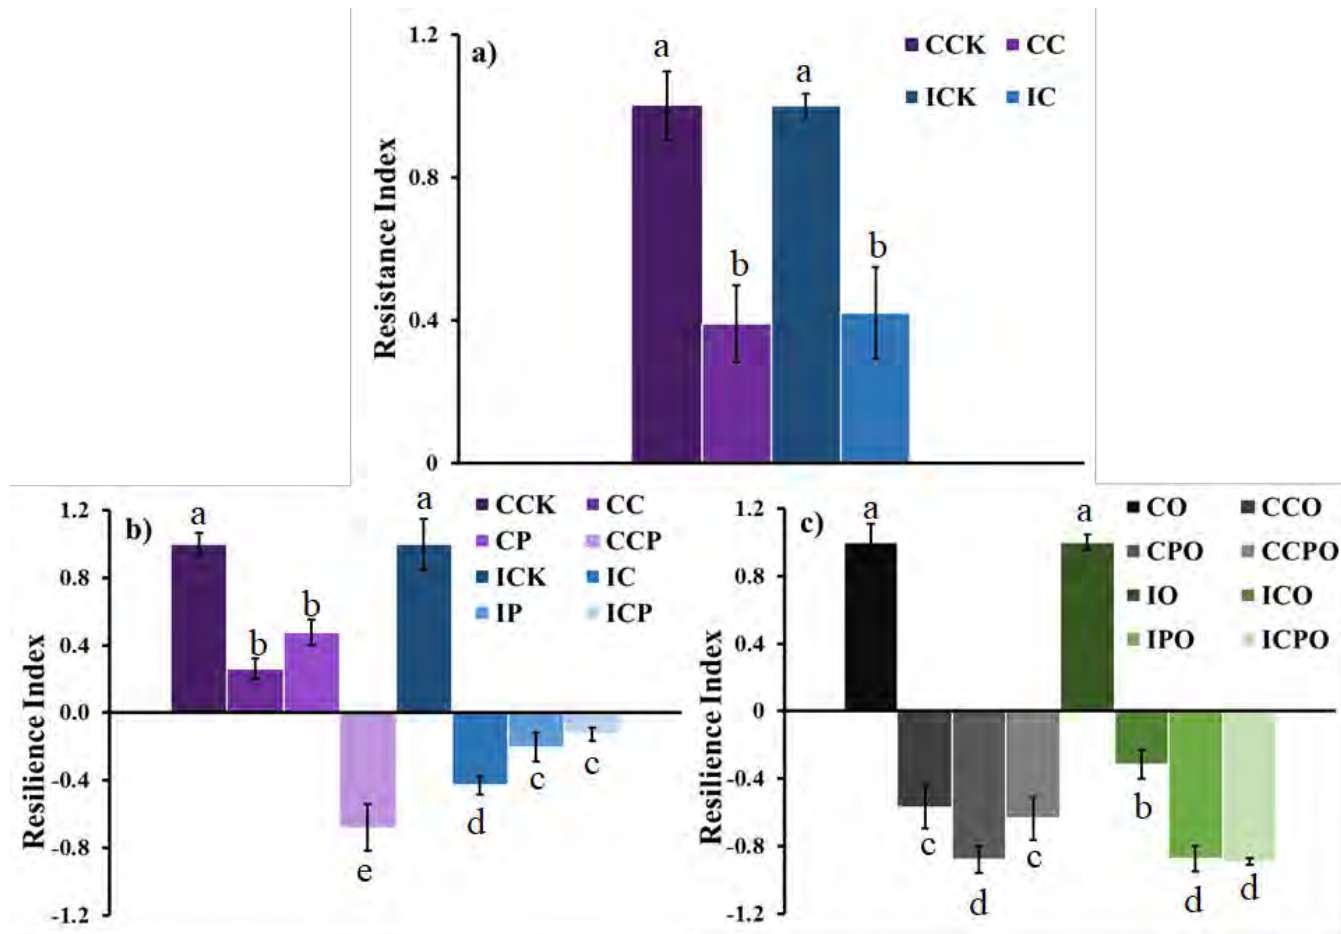 a)
Resistance Index
1.2
0.8
0.4
0
a
b
a
b
CCK CC
ICK IC
b)
Resilience Index
1.2
0.8
0.4
0.0
-0.4
-0.8
-1.2
a
b
b
e
a
d
c
c
CCK CC
CP CCP
ICK IC
IP ICP
c)
Resilience Index
1.2
0.8
0.4
0
-0.4
-0.8
-1.2
a
c
d
c
a
b
d
d
CO CCO
CPO CCPO
IO ICO
IPO ICPO